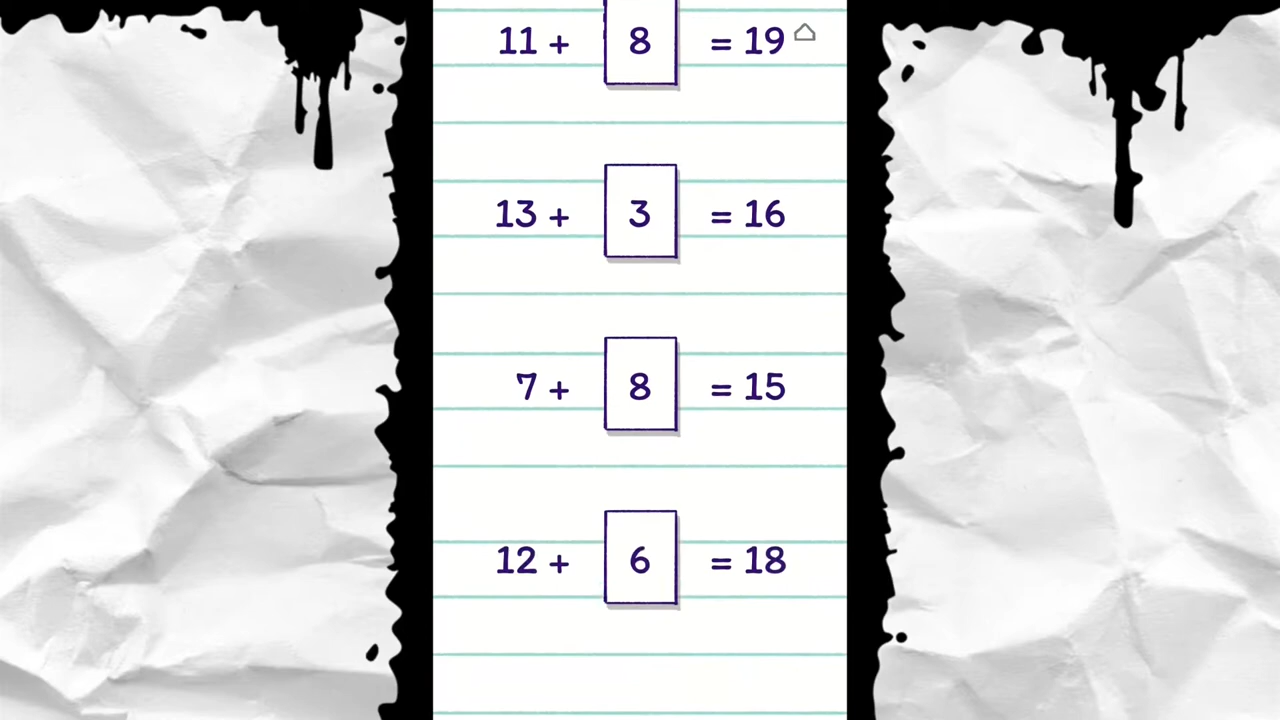 11 + 8 = 19
13 + 3 = 16
7 + 8 = 15
12 + 6 = 18